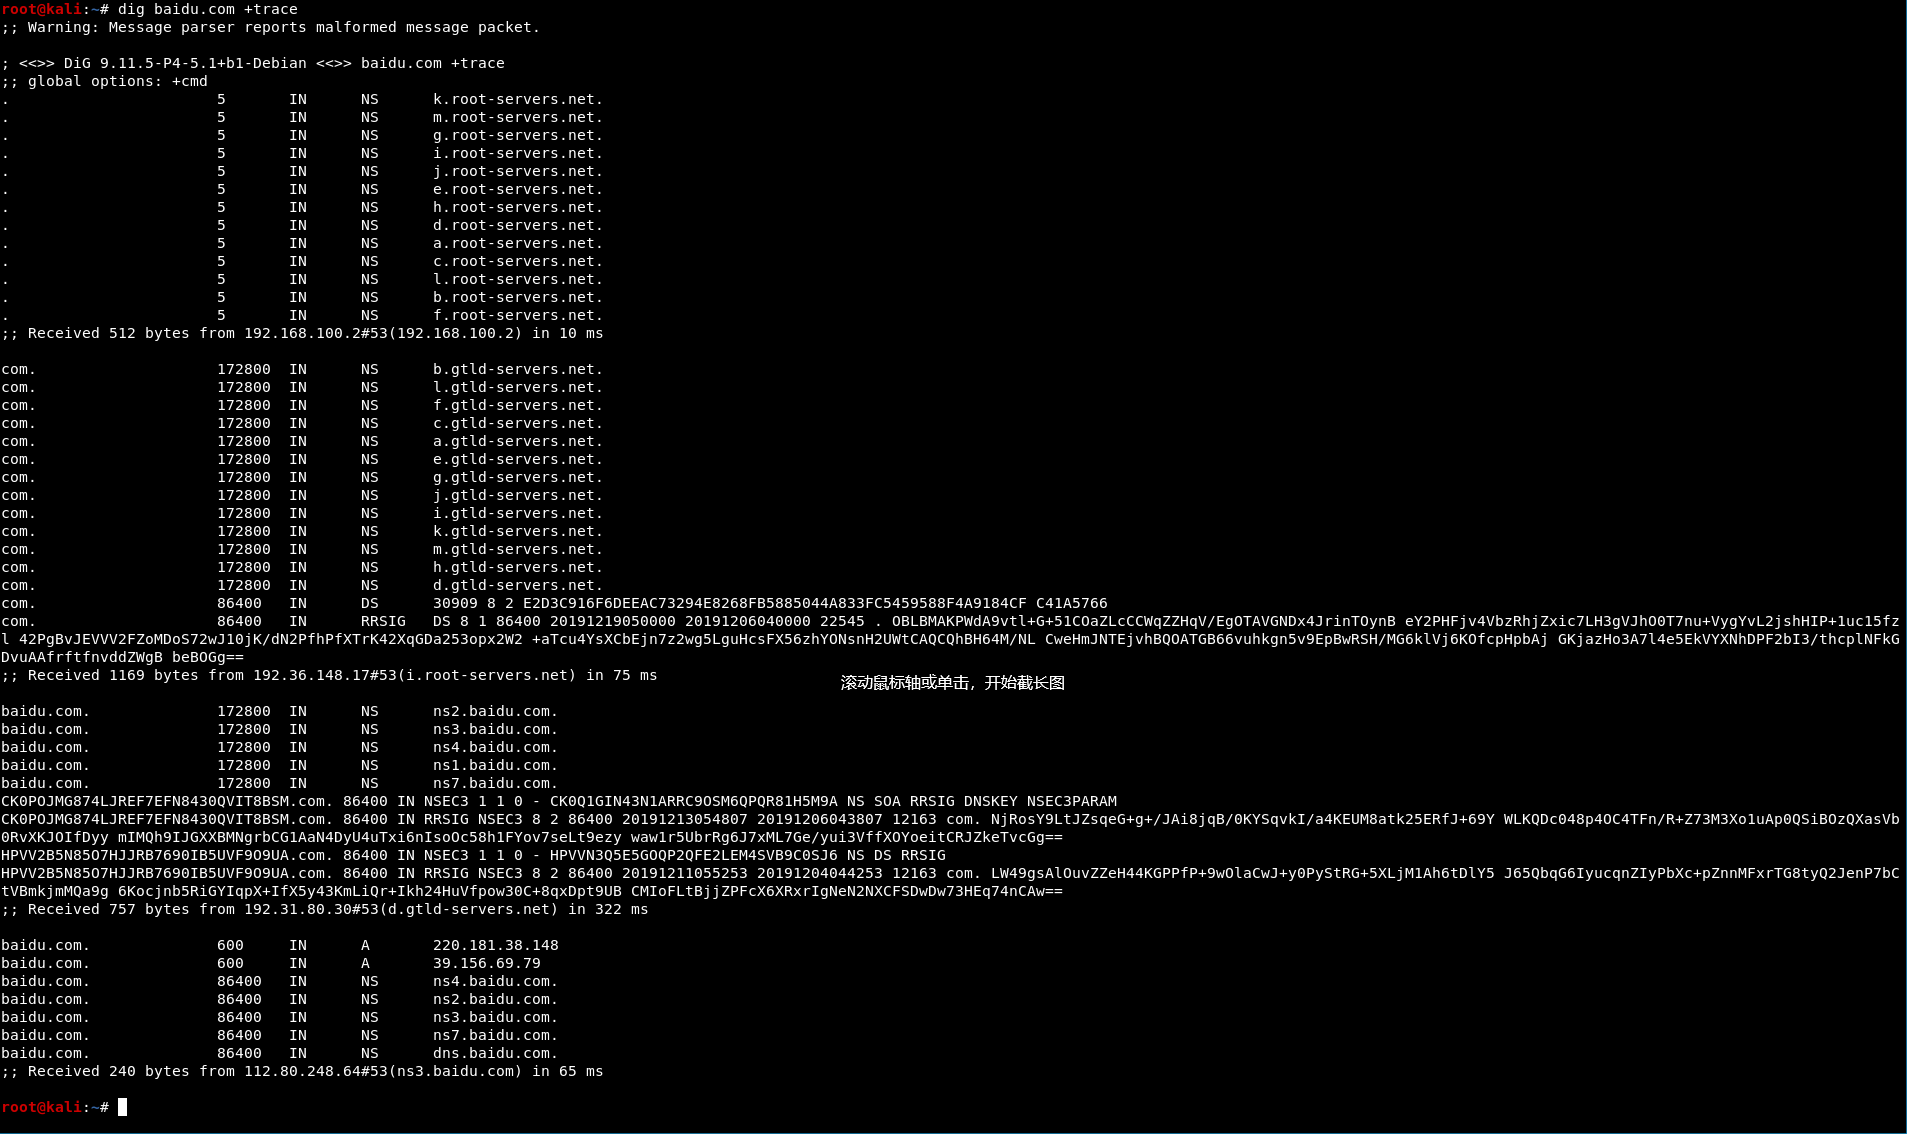 root@kali:~# dig baidu.com +trace
;; Warning: Message parser reports malformed message packet.
; <<>> DiG 9.11.5-P4-5.1+b1-Debian <<>> baidu.com +trace
;; global options: +cmd
. 5 IN NS k.root-servers.net.
. 5 IN NS m.root-servers.net.
. 5 IN NS g.root-servers.net.
. 5 IN NS i.root-servers.net.
. 5 IN NS j.root-servers.net.
. 5 IN NS e.root-servers.net.
. 5 IN NS h.root-servers.net.
. 5 IN NS d.root-servers.net.
. 5 IN NS a.root-servers.net.
. 5 IN NS c.root-servers.net.
. 5 IN NS l.root-servers.net.
. 5 IN NS b.root-servers.net.
. 5 IN NS f.root-servers.net.
;; Received 512 bytes from 192.168.100.2#53(192.168.100.2) in 10 ms
com. 172800 IN NS b.gtld-servers.net.
com. 172800 IN NS l.gtld-servers.net.
com. 172800 IN NS f.gtld-servers.net.
com. 172800 IN NS c.gtld-servers.net.
com. 172800 IN NS a.gtld-servers.net.
com. 172800 IN NS e.gtld-servers.net.
com. 172800 IN NS g.gtld-servers.net.
com. 172800 IN NS j.gtld-servers.net.
com. 172800 IN NS i.gtld-servers.net.
com. 172800 IN NS k.gtld-servers.net.
com. 172800 IN NS m.gtld-servers.net.
com. 172800 IN NS h.gtld-servers.net.
com. 172800 IN NS d.gtld-servers.net.
com. 86400 IN DS 30909 8 2 E2D3C916F6DEEAC73294E8268FB5885044A833FC5459588F4A9184CF C41A5766
com. 86400 IN RRSIG DS 8 1 86400 20191219050000 20191206040000 22545 . OBLBMAKPWdA9vtl+G+51COaZLcCCWqZZHqV/EgOTAVGNDx4JrinTOynB eY2PHFjv4VbzRhjZxic7LH3gVJhO0T7nu+VygYvL2jshHIP+1uc15fz
l 42PgBvJEVVV2FZoMDoS72wJ10jK/dN2PfhPfXTrK42XqGDa253opx2W2 +aTcu4YsXCbEjn7z2wg5LguHcsFX56zhYONsnH2UWtCAQCQhBH64M/NL CweHmJNTEjvhBQOATGB66vuhkgn5v9EpBwRSH/MG6klVj6KOfcpHpbAj GKjazHo3A7l4e5EkVYXNhDPF2bI3/thcplNFkG
DvuAAfrftfnvddZWgB beBOGg==
;; Received 1169 bytes from 192.36.148.17#53(i.root-servers.net) in 75 ms
滚动鼠标轴或单击，开始截长图
baidu.com. 172800 IN NS ns2.baidu.com.
baidu.com. 172800 IN NS ns3.baidu.com.
baidu.com. 172800 IN NS ns4.baidu.com.
baidu.com. 172800 IN NS ns1.baidu.com.
baidu.com. 172800 IN NS ns7.baidu.com.
CK0POJMG874LJREF7EFN8430QVIT8BSM.com. 86400 IN NSEC3 1 1 0 - CK0Q1GIN43N1ARRC9OSM6QPQR81H5M9A NS SOA RRSIG DNSKEY NSEC3PARAM
CK0POJMG874LJREF7EFN8430QVIT8BSM.com. 86400 IN RRSIG NSEC3 8 2 86400 20191213054807 20191206043807 12163 com. NjRosY9LtJZsqeG+g+/JAi8jqB/0KYSqvkI/a4KEUM8atk25ERfJ+69Y WLKQDc048p4OC4TFn/R+Z73M3Xo1uAp0QSiBOzQXasVb
0RvXKJOIfDyy mIMQh9IJGXXBMNgrbCG1AaN4DyU4uTxi6nIsoOc58h1FYov7seLt9ezy waw1r5UbrRg6J7xML7Ge/yui3VffXOYoeitCRJZkeTvcGg==
HPVV2B5N85O7HJJRB7690IB5UVF9O9UA.com. 86400 IN NSEC3 1 1 0 - HPVVN3Q5E5GOQP2QFE2LEM4SVB9C0SJ6 NS DS RRSIG
HPVV2B5N85O7HJJRB7690IB5UVF9O9UA.com. 86400 IN RRSIG NSEC3 8 2 86400 20191211055253 20191204044253 12163 com. LW49gsAlOuvZZeH44KGPPfP+9wOlaCwJ+y0PyStRG+5XLjM1Ah6tDlY5 J65QbqG6IyucqnZIyPbXc+pZnnMFxrTG8tyQ2JenP7bC
tVBmkjmMQa9g 6Kocjnb5RiGYIqpX+IfX5y43KmLiQr+Ikh24HuVfpow30C+8qxDpt9UB CMIoFLtBjjZPFcX6XRxrIgNeN2NXCFSDwDw73HEq74nCAw==
;; Received 757 bytes from 192.31.80.30#53(d.gtld-servers.net) in 322 ms
baidu.com. 600 IN A 220.181.38.148
baidu.com. 600 IN A 39.156.69.79
baidu.com. 86400 IN NS ns4.baidu.com.
baidu.com. 86400 IN NS ns2.baidu.com.
baidu.com. 86400 IN NS ns3.baidu.com.
baidu.com. 86400 IN NS ns7.baidu.com.
baidu.com. 86400 IN NS dns.baidu.com.
;; Received 240 bytes from 112.80.248.64#53(ns3.baidu.com) in 65 ms
root@kali:~#